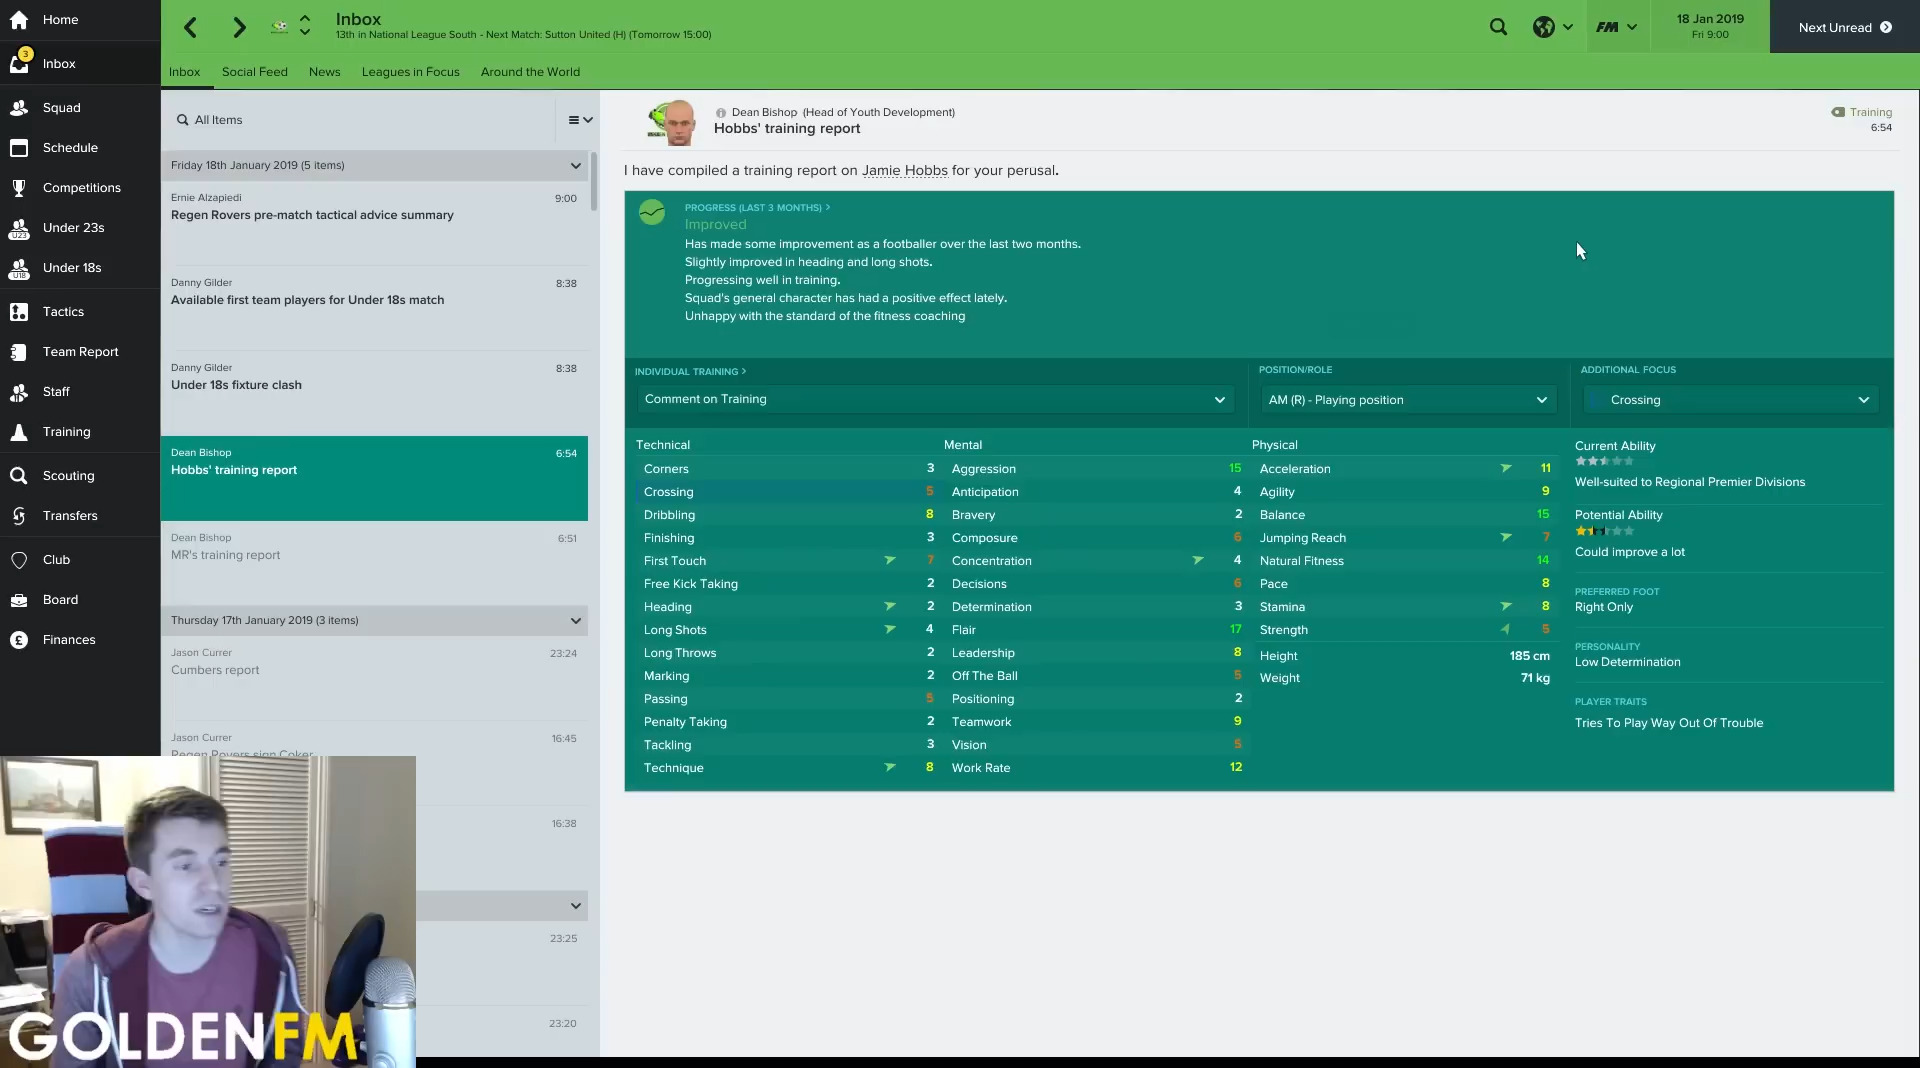 Home
3
Inbox
Squad
Schedule
Competitions
U23
Under 23s
U18
Under 18s
Tactics
Team Report
Staff
Training
Scouting
Transfers
Club
Board
£
Finances
Inbox
13th in National League South - Next Match: Sutton United (H) (Tomorrow 15:00)
FM
18 Jan 2019
Fri 9:00
Next Unread
Inbox Social Feed News Leagues in Focus Around the World
All Items
Friday 18th January 2019 (5 items)
Ernie Alzapiedi 9:00
Regen Rovers pre-match tactical advice summary
Danny Gilder 8:38
Available first team players for Under 18s match
Danny Gilder 8:38
Under 18s fixture clash
Dean Bishop 6:54
Hobbs' training report
Dean Bishop 6:51
MR's training report
Thursday 17th January 2019 (3 items)
Jason Currer 23:24
Cumbers report
Jason Currer 16:45
Regen Rovers sign Coker
16:38
23:25
23:20
Dean Bishop (Head of Youth Development)
Hobbs' training report
Training
6:54
I have compiled a training report on Jamie Hobbs for your perusal.
PROGRESS (LAST 3 MONTHS) >
Improved
Has made some improvement as a footballer over the last two months.
Slightly improved in heading and long shots.
Progressing well in training.
Squad's general character has had a positive effect lately.
Unhappy with the standard of the fitness coaching
INDIVIDUAL TRAINING > POSITION/ROLE ADDITIONAL FOCUS
Comment on Training AM (R) - Playing position Crossing
Technical
Corners 3
Crossing 5
Dribbling 8
Finishing 3
First Touch 7
Free Kick Taking 2
Heading 2
Long Shots 4
Long Throws 2
Marking 2
Passing 5
Penalty Taking 2
Tackling 3
Technique 8
Mental
Aggression 15
Anticipation 4
Bravery 2
Composure 6
Concentration 4
Decisions 6
Determination 3
Flair 17
Leadership 8
Off The Ball 5
Positioning 2
Teamwork 9
Vision 5
Work Rate 12
Physical
Acceleration 11
Agility 9
Balance 15
Jumping Reach 7
Natural Fitness 14
Pace 8
Stamina 8
Strength 5
Height 185 cm
Weight 71 kg
Current Ability
Well-suited to Regional Premier Divisions
Potential Ability
Could improve a lot
PREFERRED FOOT
Right Only
PERSONALITY
Low Determination
PLAYER TRAITS
Tries To Play Way Out Of Trouble
GOLDENFM